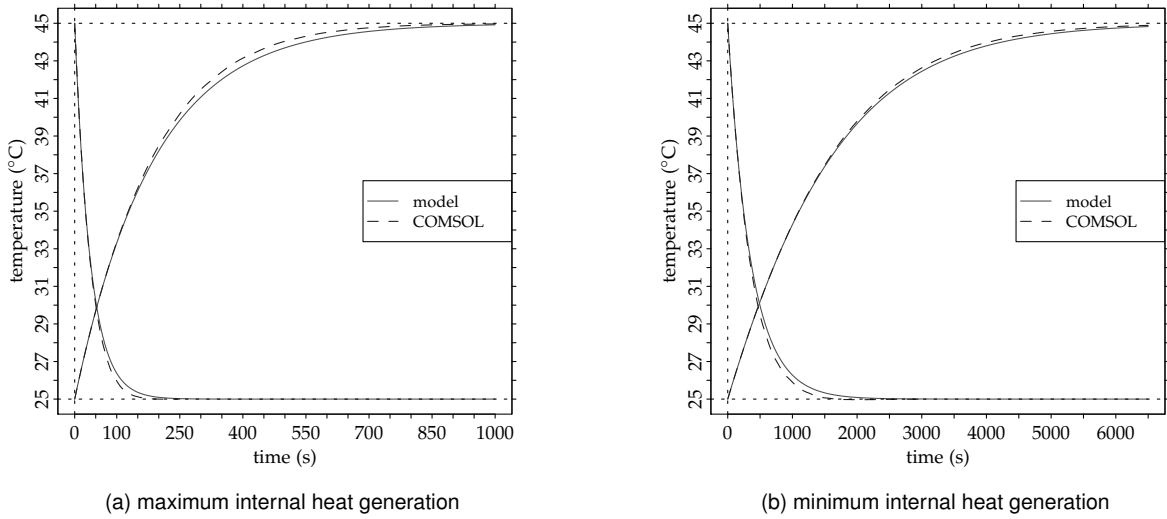 45
43
41
39
37
35
33
31
29
27
25
temperature (°C)
model
COMSOL
0 100 250 400 550 700 850 1000
time (s)
(a) maximum internal heat generation
45
43
41
39
37
35
33
31
29
27
25
temperature (°C)
model
COMSOL
0 1000 2000 3000 4000 5000 6000
time (s)
(b) minimum internal heat generation